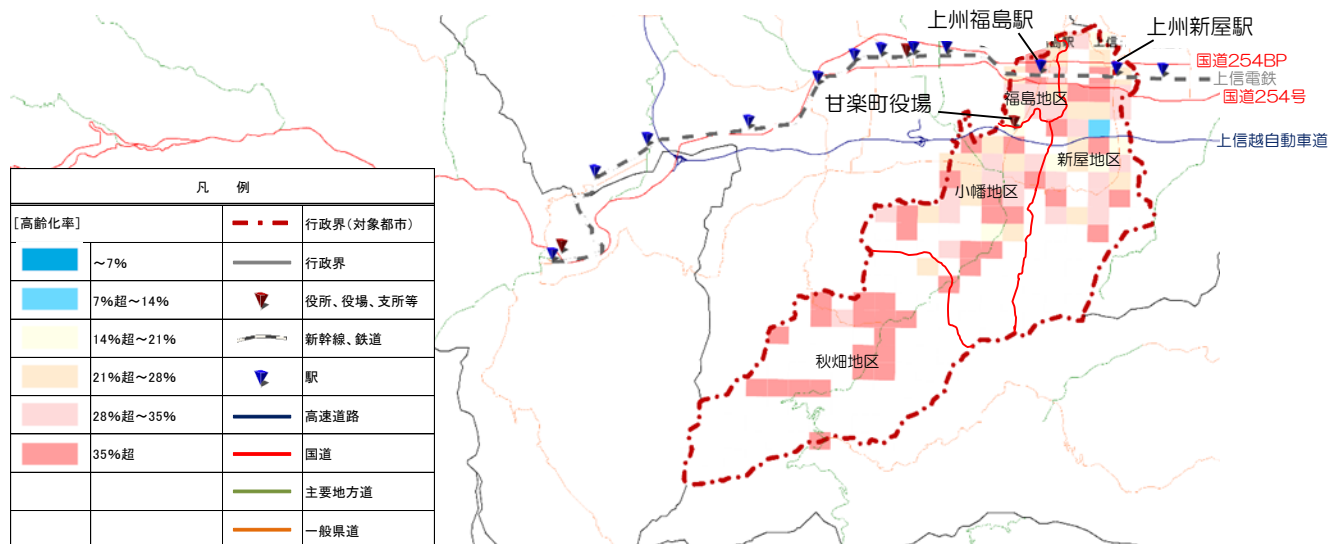 上州福島駅
上州新屋駅
国道254BP
上信電鉄
国道254号
福島地区
甘楽町役場
上信越自動車道
新屋地区
小幡地区
秋畑地区
凡 例
[高齢化率]
行政界(対象都市)
～7%
行政界
7%超～14%
役所、役場、支所等
14%超～21%
新幹線、鉄道
21%超～28%
駅
28%超～35%
高速道路
35%超
国道
主要地方道
一般県道